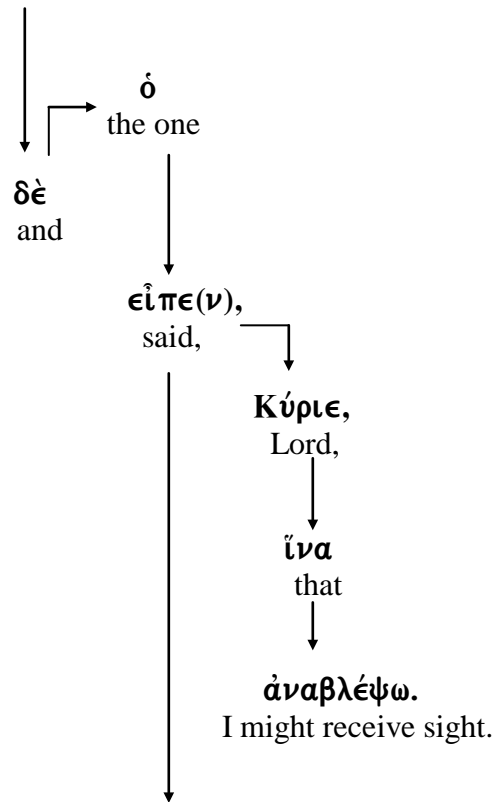 ὁ
the one
δὲ
and
εἶπε(ν),
said,
Κύριε,
Lord,
ἵνα
that
ἀναβλέψω.
I might receive sight.